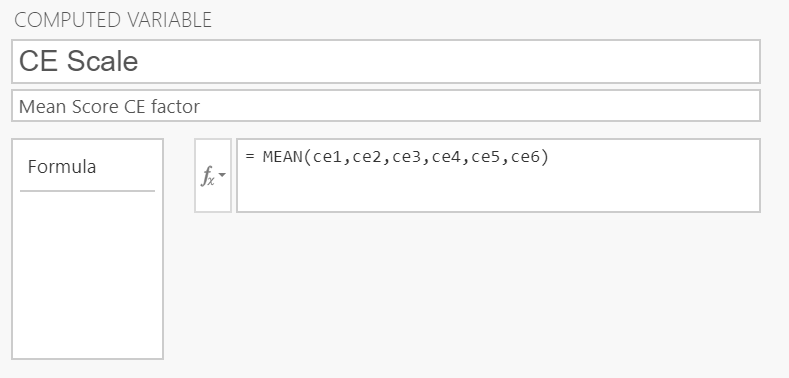 COMPUTED VARIABLE
CE Scale
Mean Score CE factor
Formula
fx
= MEAN(ce1,ce2,ce3,ce4,ce5,ce6)